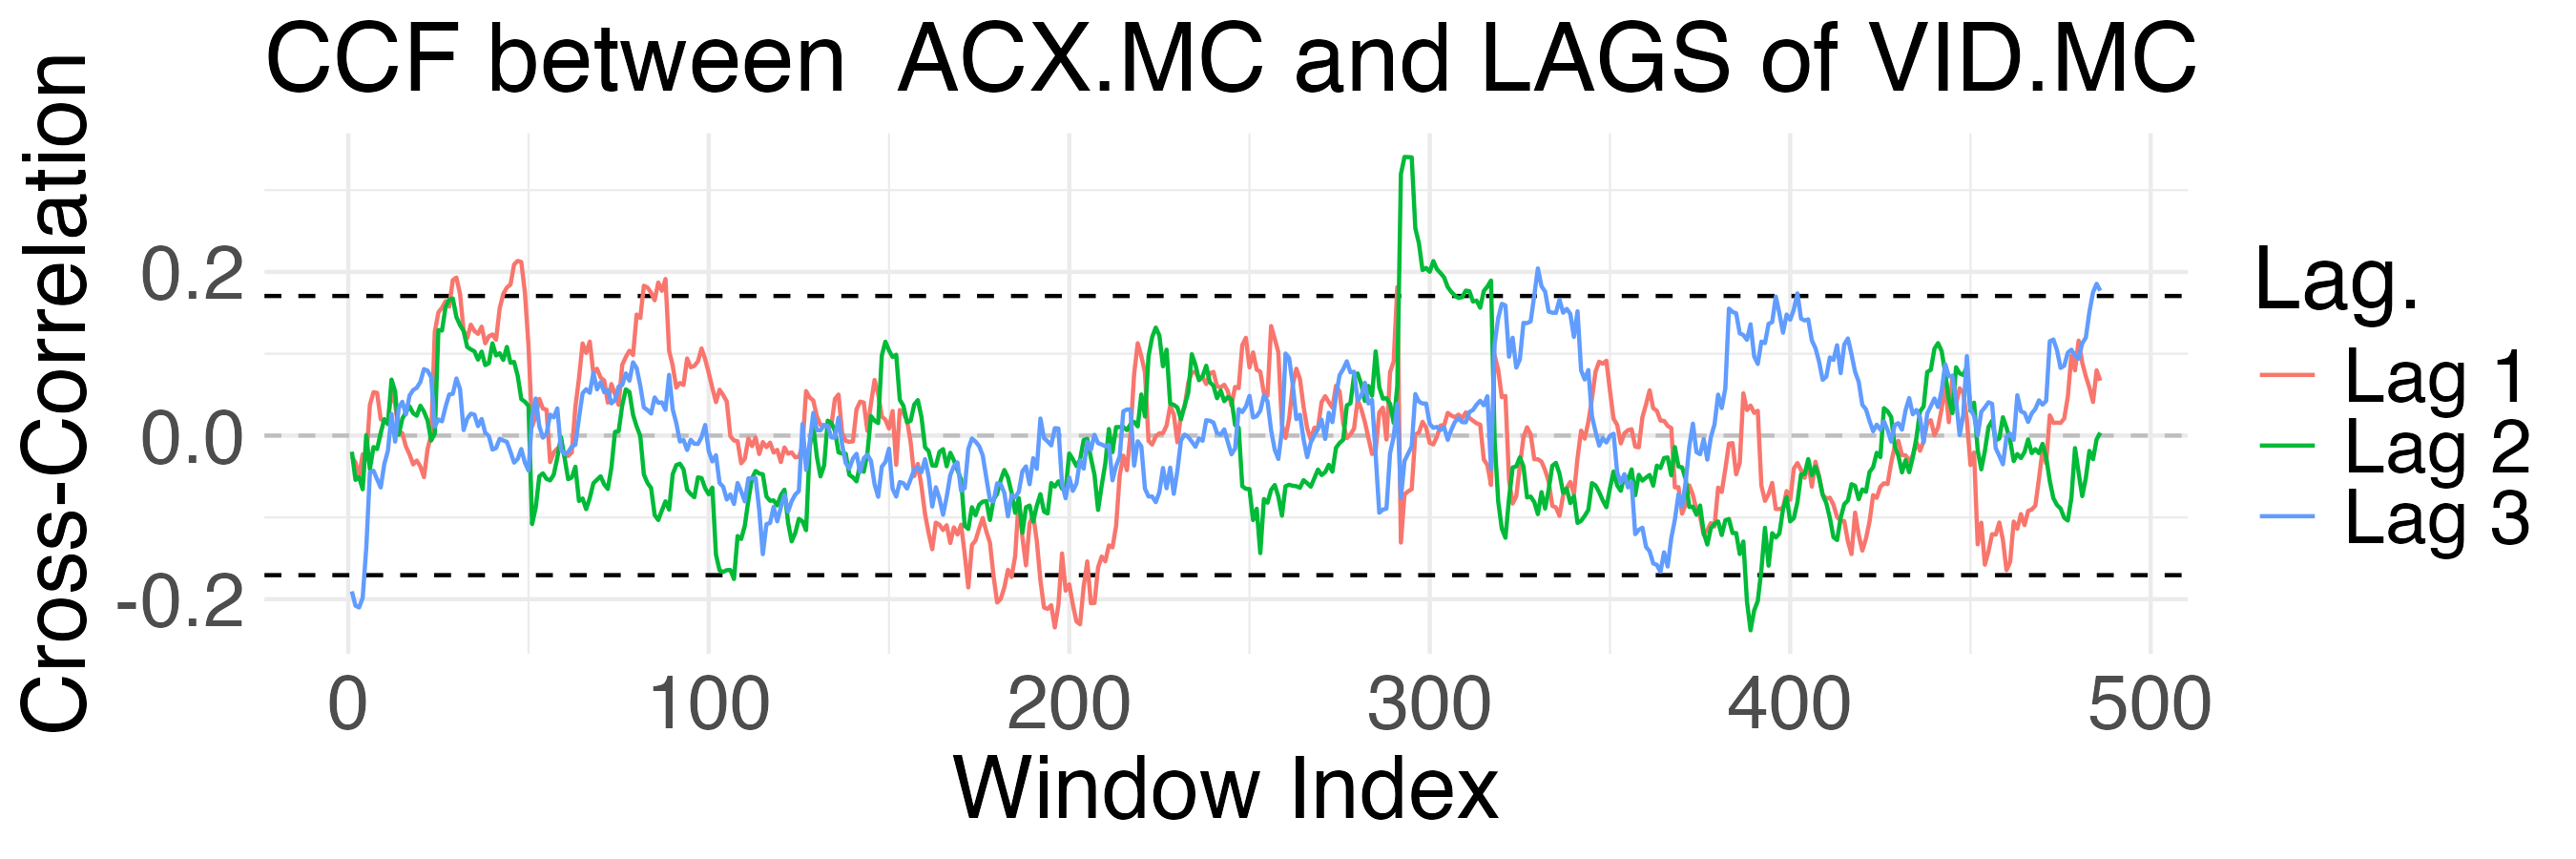 CCF between  ACX.MC and LAGS of VID.MC
Cross-Correlation
0.2
0.0
-0.2
0
100
200
300
400
500
Window Index
Lag.
Lag 1
Lag 2
Lag 3